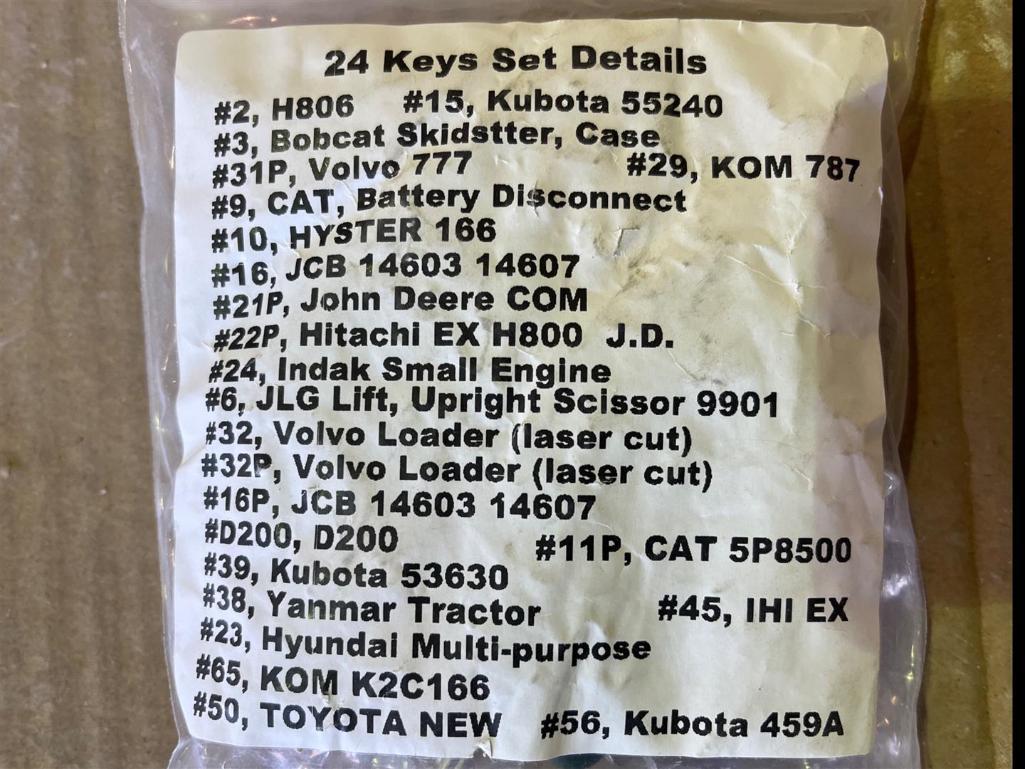 24 Keys Set Details
#2, H806 #15, Kubota 55240
#3, Bobcat Skidstter, Case
#31P, Volvo 777 #29, KOM 787
#9, CAT, Battery Disconnect
#10, HYSTER 166
#16, JCB 14603 14607
#21P, John Deere COM
#22P, Hitachi EX H800 J.D.
#24, Indak Small Engine
#6, JLG Lift, Upright Scissor 9901
#32, Volvo Loader (laser cut)
#32P, Volvo Loader (laser cut)
#16P, JCB 14603 14607
#D200, D200 #11P, CAT 5P8500
#39, Kubota 53630
#38, Yanmar Tractor #45, IHI EX
#23, Hyundai Multi-purpose
#65, KOM K2C166
#50, TOYOTA NEW #56, Kubota 459A